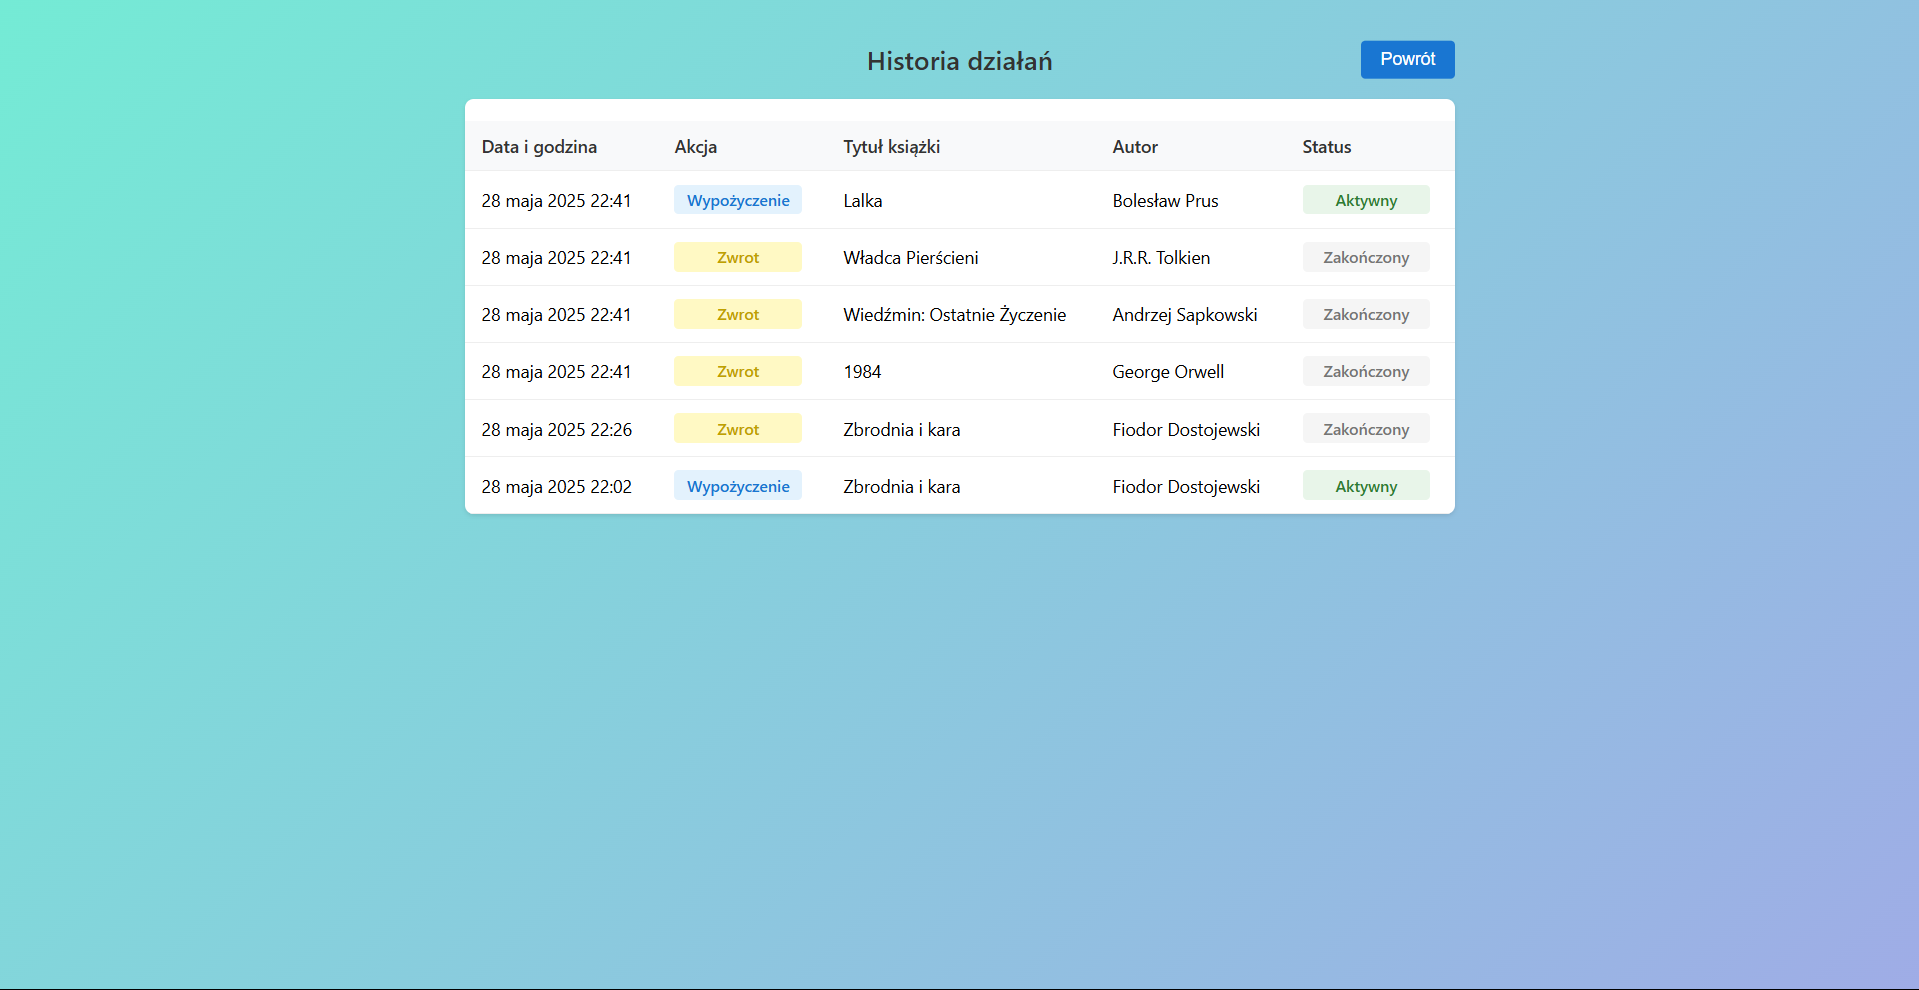 Historia działań
Powrót
Data i godzina Akcja Tytuł książki Autor Status
28 maja 2025 22:41 Wypożyczenie Lalka Bolesław Prus Aktywny
28 maja 2025 22:41 Zwrot Władca Pierścieni J.R.R. Tolkien Zakończony
28 maja 2025 22:41 Zwrot Wiedźmin: Ostatnie Życzenie Andrzej Sapkowski Zakończony
28 maja 2025 22:41 Zwrot 1984 George Orwell Zakończony
28 maja 2025 22:26 Zwrot Zbrodnia i kara Fiodor Dostojewski Zakończony
28 maja 2025 22:02 Wypożyczenie Zbrodnia i kara Fiodor Dostojewski Aktywny